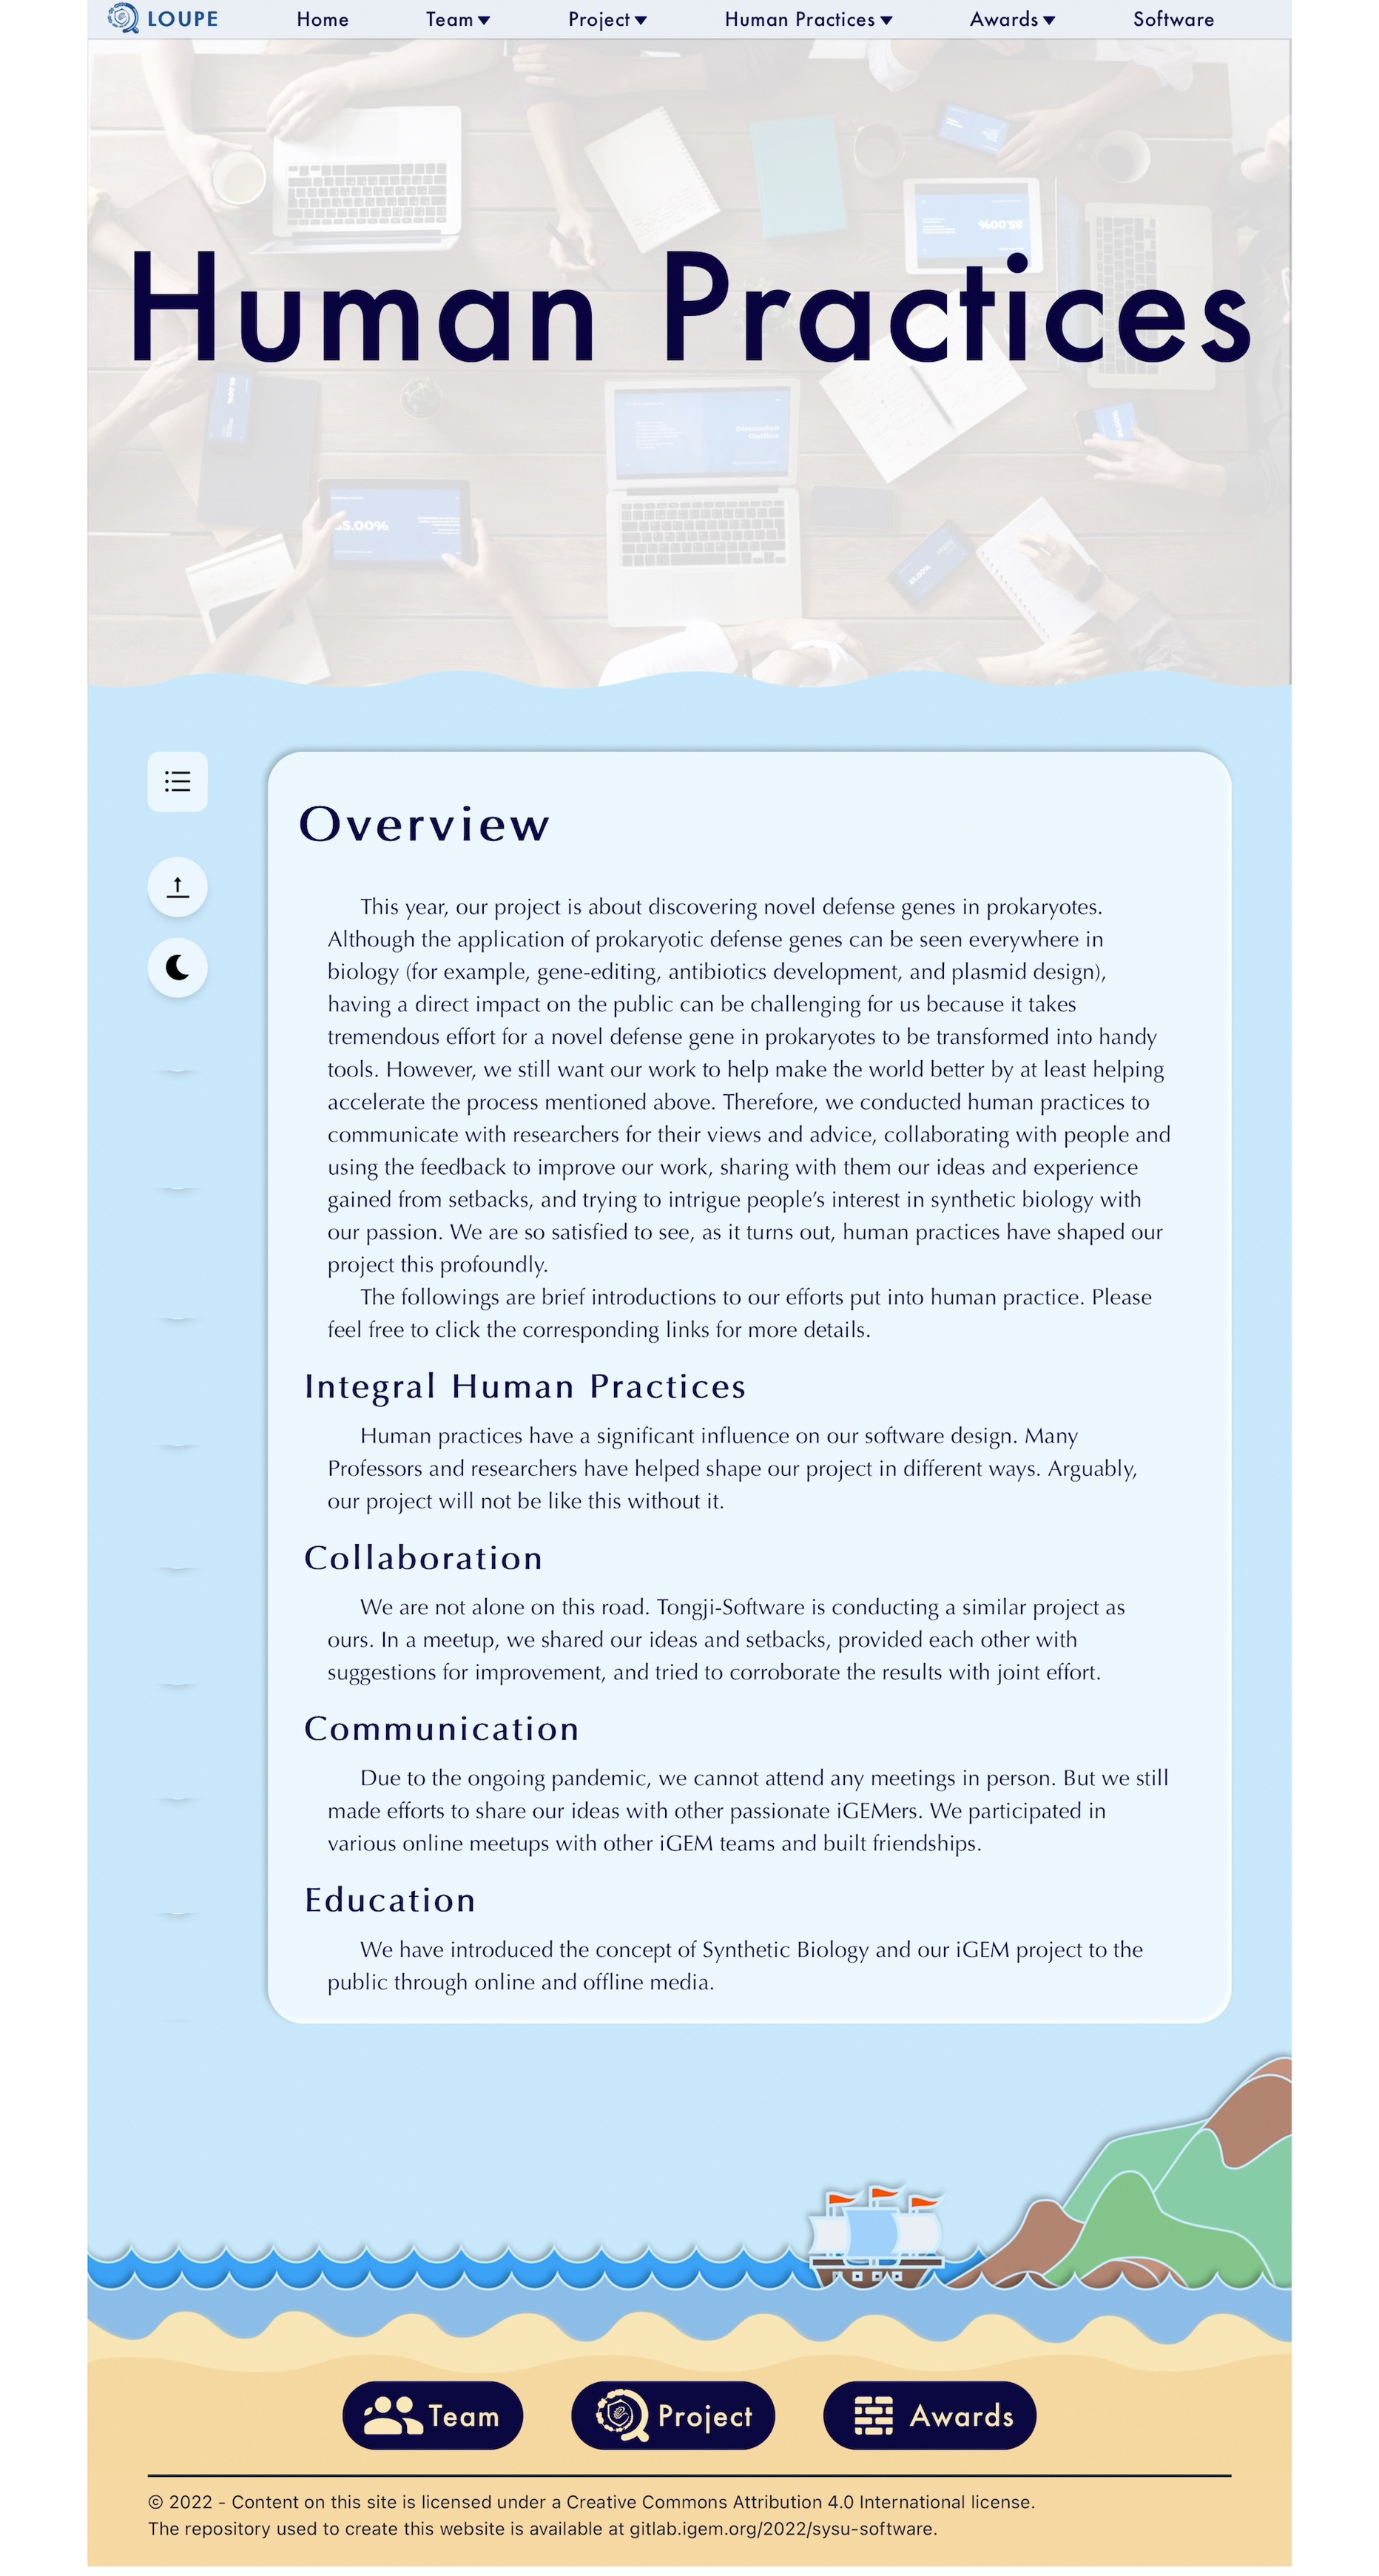 LOUPE Home Team Project Human Practices Awards Software
Human Practices
%00.28
Discussion
Outline
65.00%
Overview
This year, our project is about discovering novel defense genes in prokaryotes.
Although the application of prokaryotic defense genes can be seen everywhere in
biology (for example, gene-editing, antibiotics development, and plasmid design),
having a direct impact on the public can be challenging for us because it takes
tremendous effort for a novel defense gene in prokaryotes to be transformed into handy
tools. However, we still want our work to help make the world better by at least helping
accelerate the process mentioned above. Therefore, we conducted human practices to
communicate with researchers for their views and advice, collaborating with people and
using the feedback to improve our work, sharing with them our ideas and experience
gained from setbacks, and trying to intrigue people’s interest in synthetic biology with
our passion. We are so satisfied to see, as it turns out, human practices have shaped our
project this profoundly.
The followings are brief introductions to our efforts put into human practice. Please
feel free to click the corresponding links for more details.
Integral Human Practices
Human practices have a significant influence on our software design. Many
Professors and researchers have helped shape our project in different ways. Arguably,
our project will not be like this without it.
Collaboration
We are not alone on this road. Tongji-Software is conducting a similar project as
ours. In a meetup, we shared our ideas and setbacks, provided each other with
suggestions for improvement, and tried to corroborate the results with joint effort.
Communication
Due to the ongoing pandemic, we cannot attend any meetings in person. But we still
made efforts to share our ideas with other passionate iGEMers. We participated in
various online meetups with other iGEM teams and built friendships.
Education
We have introduced the concept of Synthetic Biology and our iGEM project to the
public through online and offline media.
Team Project Awards
© 2022 - Content on this site is licensed under a Creative Commons Attribution 4.0 International license.
The repository used to create this website is available at gitlab.igem.org/2022/sysu-software.